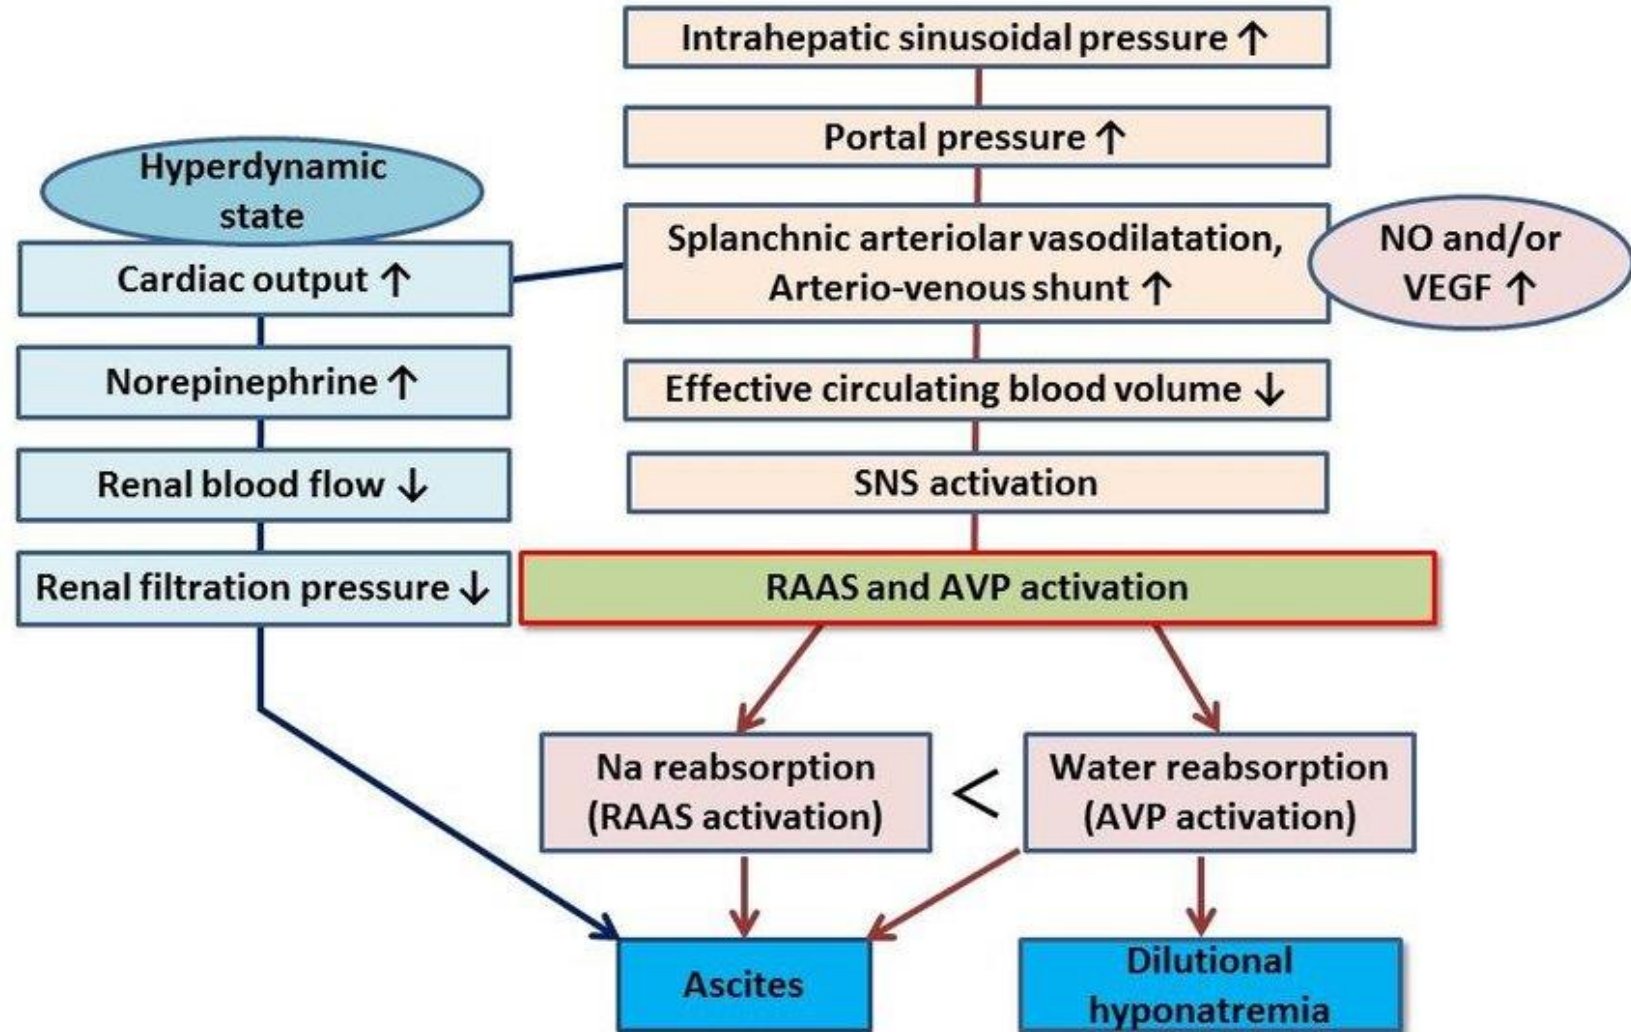 Intrahepatic sinusoidal pressure ↑
Portal pressure ↑
Hyperdynamic
state
Splanchnic arteriolar vasodilatation,
Arterio-venous shunt ↑
NO and/or
VEGF ↑
Cardiac output ↑
Norepinephrine ↑
Effective circulating blood volume ↓
Renal blood flow ↓
SNS activation
Renal filtration pressure ↓
RAAS and AVP activation
Na reabsorption
(RAAS activation)
<
Water reabsorption
(AVP activation)
Ascites
Dilutional
hyponatremia